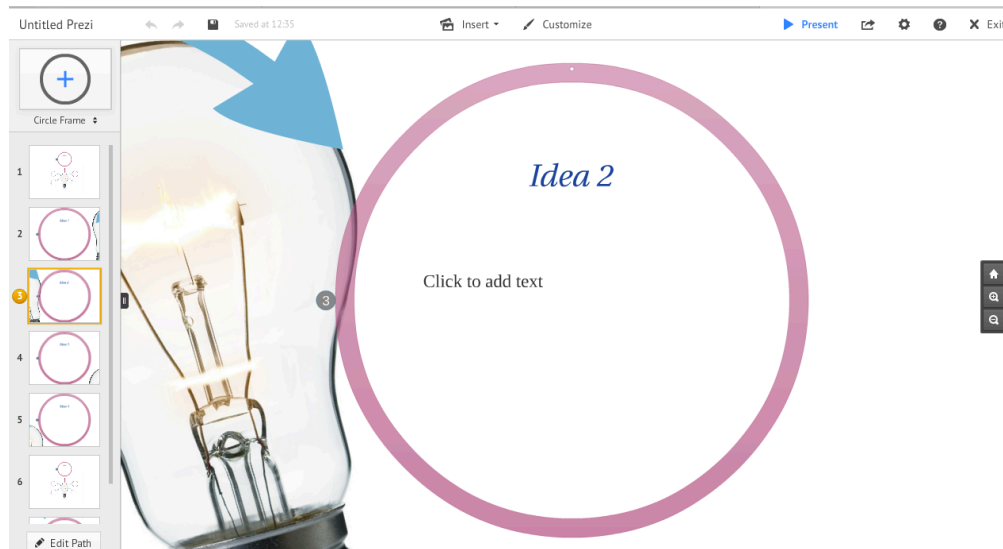 Untitled Prezi
Saved at 12:35
Insert
Customize
Present
Exit
Circle Frame
1
2
3
4
5
6
Edit Path
3
Idea 2
Click to add text